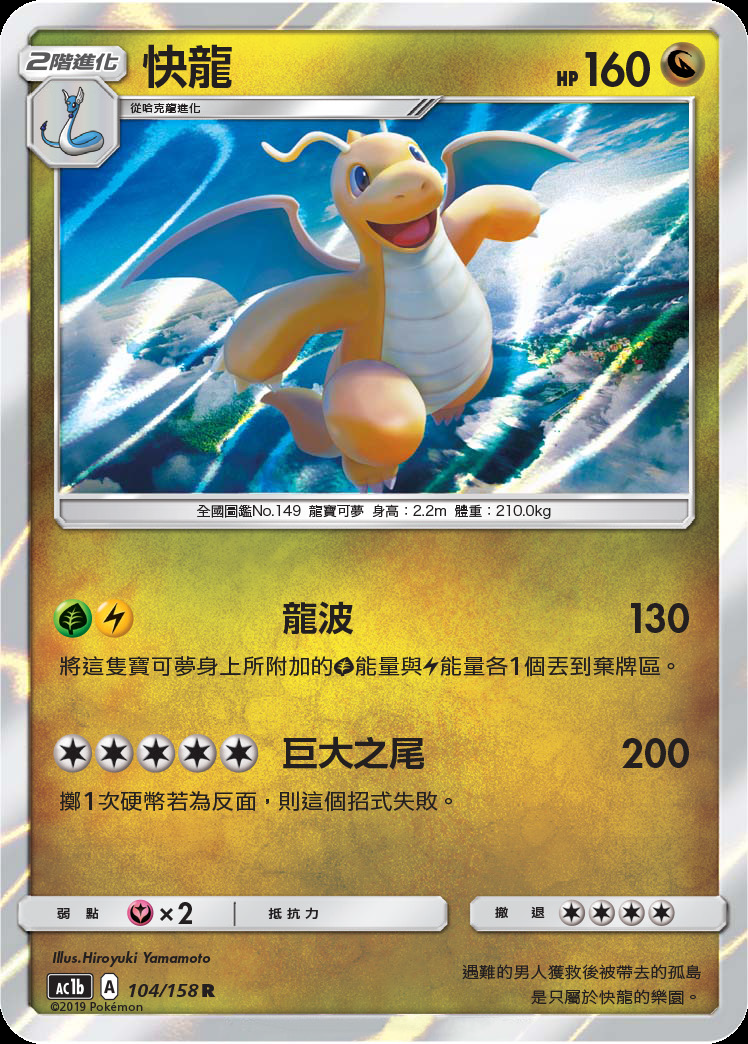 2階進化
快龍
HP 160
從哈克龍進化
全國圖鑑No.149 龍寶可夢 身高：2.2m 體重：210.0kg
龍波 130
將這隻寶可夢身上所附加的能量與能量各1個丟到棄牌區。
巨大之尾 200
擲1次硬幣若為反面，則這個招式失敗。
弱點 ×2 抵抗力 撤退
Illus.Hiroyuki Yamamoto
AC1b A 104/158 R
©2019 Pokémon
遇難的男人獲救後被帶去的孤島
是只屬於快龍的樂園。